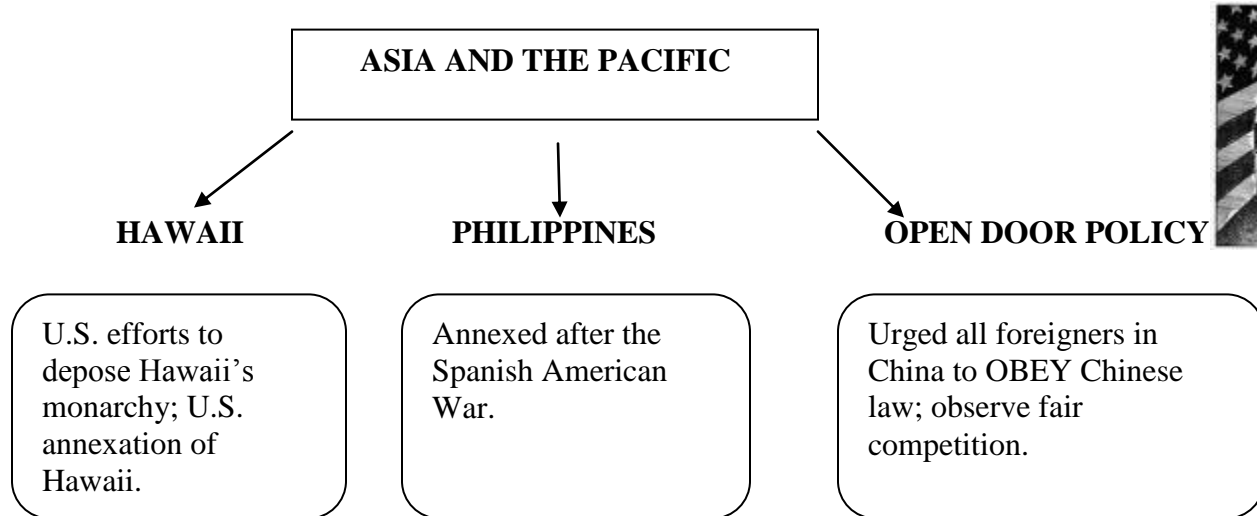 ASIA AND THE PACIFIC
HAWAII
PHILIPPINES
OPEN DOOR POLICY
U.S. efforts to
depose Hawaii’s
monarchy; U.S.
annexation of
Hawaii.
Annexed after the
Spanish American
War.
Urged all foreigners in
China to OBEY Chinese
law; observe fair
competition.